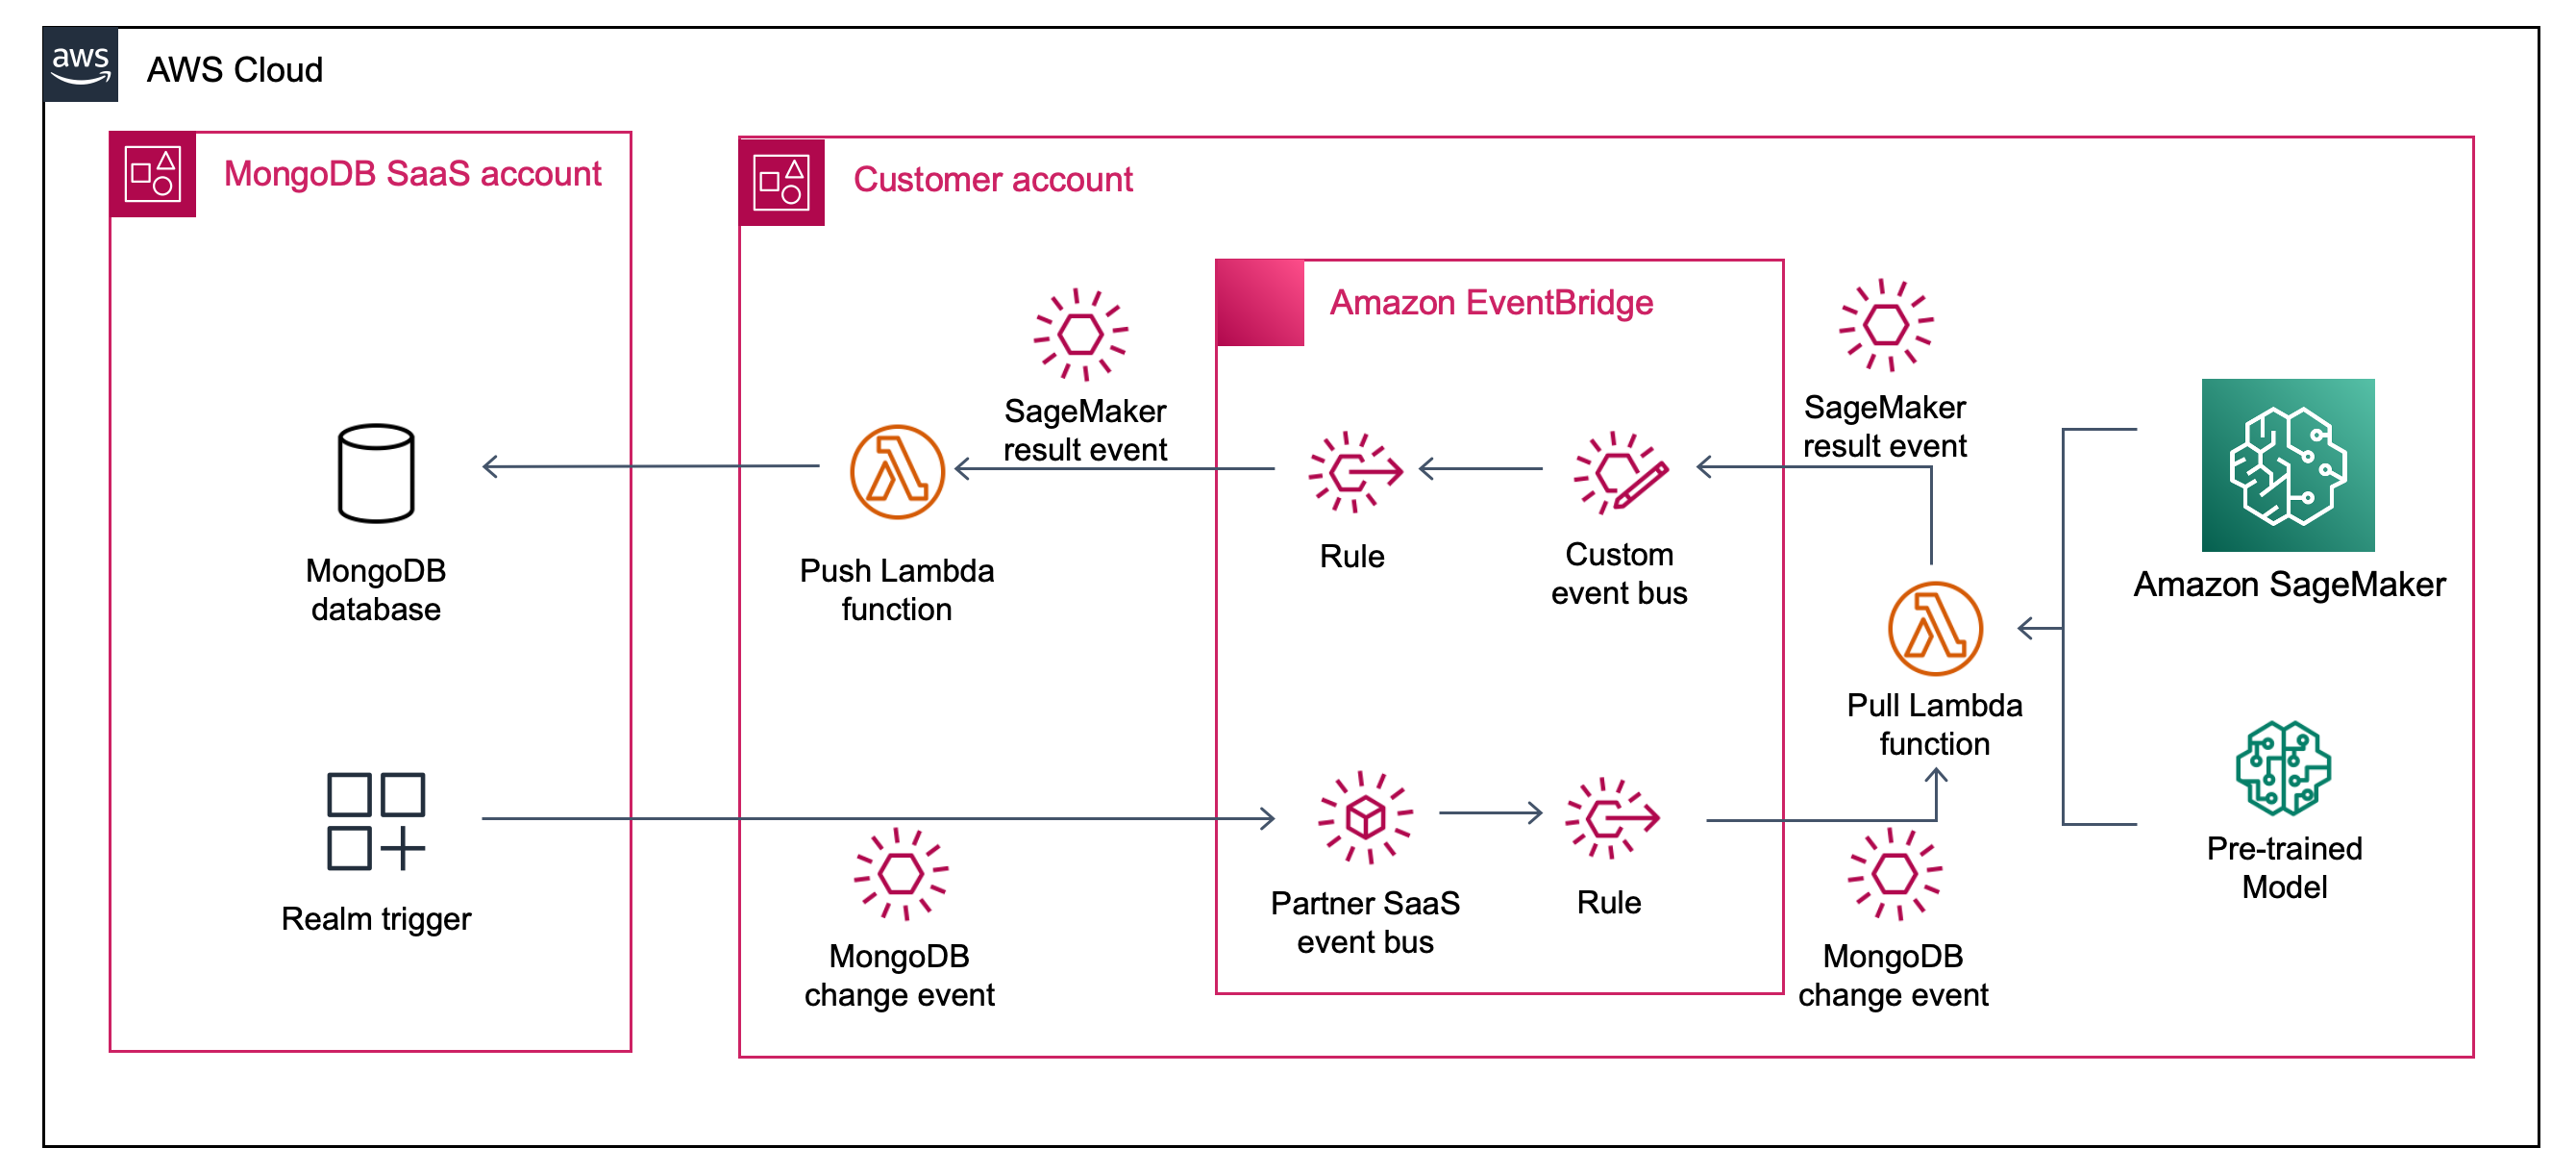 aws
AWS Cloud
MongoDB SaaS account
Customer account
Amazon EventBridge
SageMaker
result event
SageMaker
result event
MongoDB
database
Push Lambda
function
Rule
Custom
event bus
Amazon SageMaker
Pull Lambda
function
Realm trigger
MongoDB
change event
Partner SaaS
event bus
Rule
MongoDB
change event
Pre-trained
Model